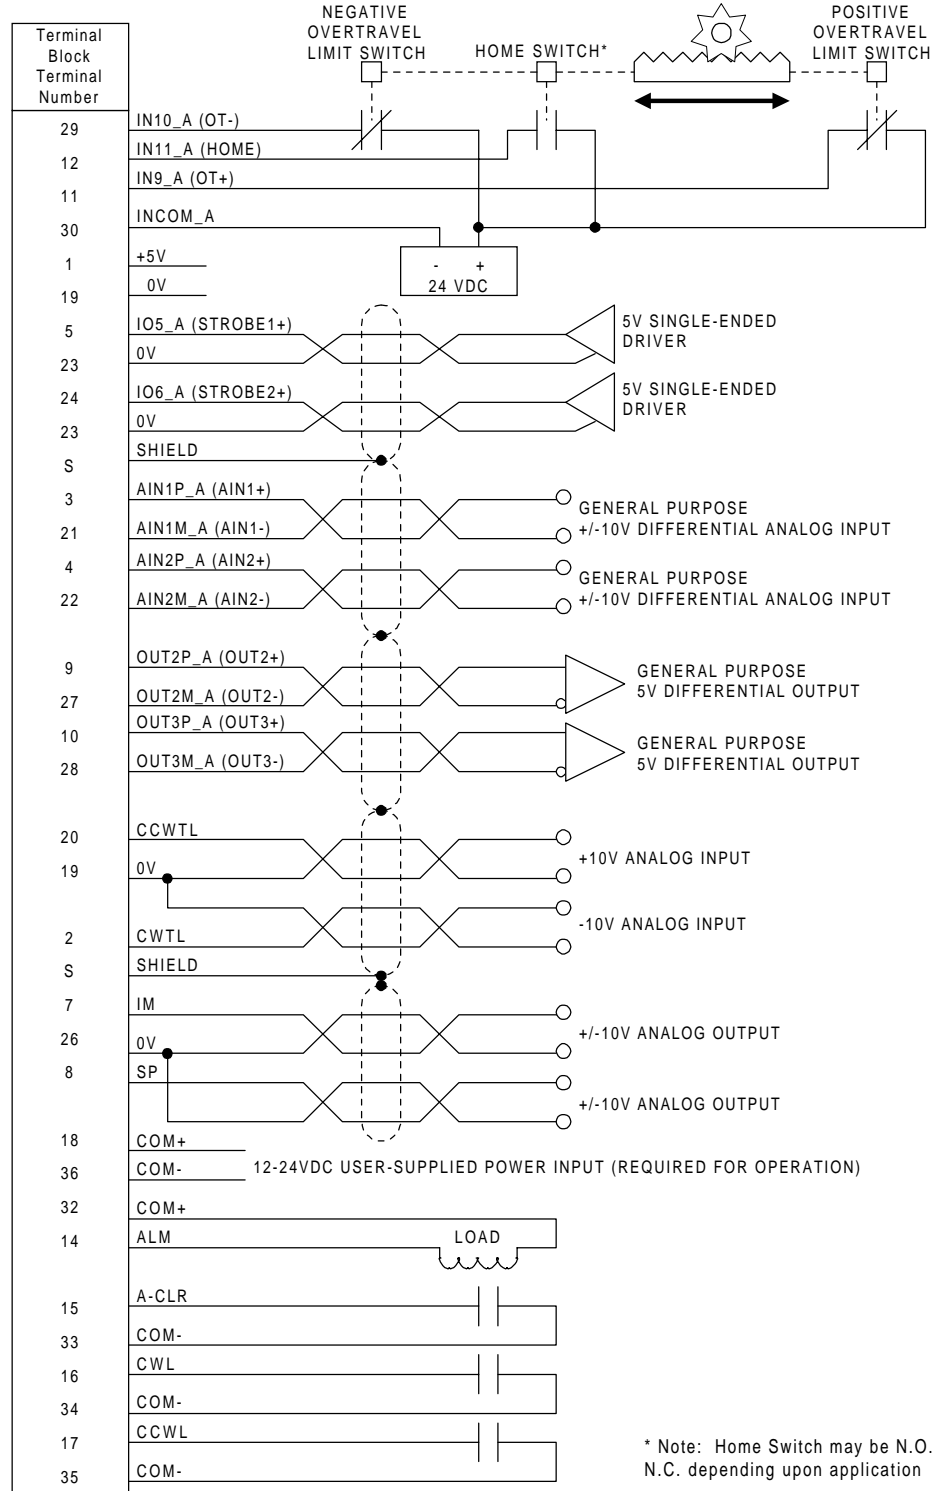 NEGATIVE
OVERTRAVEL
LIMIT SWITCH
HOME SWITCH*
POSITIVE
OVERTRAVEL
LIMIT SWITCH
Terminal
Block
Terminal
Number
29 IN10_A (OT-)
12 IN11_A (HOME)
11 IN9_A (OT+)
30 INCOM_A
1 +5V
19 0V
- +
24 VDC
5 IO5_A (STROBE1+)
23 0V
5V SINGLE-ENDED
DRIVER
24 IO6_A (STROBE2+)
23 0V
5V SINGLE-ENDED
DRIVER
S SHIELD
3 AIN1P_A (AIN1+)
21 AIN1M_A (AIN1-)
GENERAL PURPOSE
+/-10V DIFFERENTIAL ANALOG INPUT
4 AIN2P_A (AIN2+)
22 AIN2M_A (AIN2-)
GENERAL PURPOSE
+/-10V DIFFERENTIAL ANALOG INPUT
9 OUT2P_A (OUT2+)
27 OUT2M_A (OUT2-)
GENERAL PURPOSE
5V DIFFERENTIAL OUTPUT
10 OUT3P_A (OUT3+)
28 OUT3M_A (OUT3-)
GENERAL PURPOSE
5V DIFFERENTIAL OUTPUT
20 CCWTL
19 0V
+10V ANALOG INPUT
-10V ANALOG INPUT
2 CWTL
S SHIELD
7 IM
26 0V
+/-10V ANALOG OUTPUT
8 SP
+/-10V ANALOG OUTPUT
18 COM+
36 COM- 12-24VDC USER-SUPPLIED POWER INPUT (REQUIRED FOR OPERATION)
32 COM+
14 ALM LOAD
15 A-CLR
33 COM-
16 CWL
34 COM-
17 CCWL
35 COM-
* Note: Home Switch may be N.O.
N.C. depending upon application